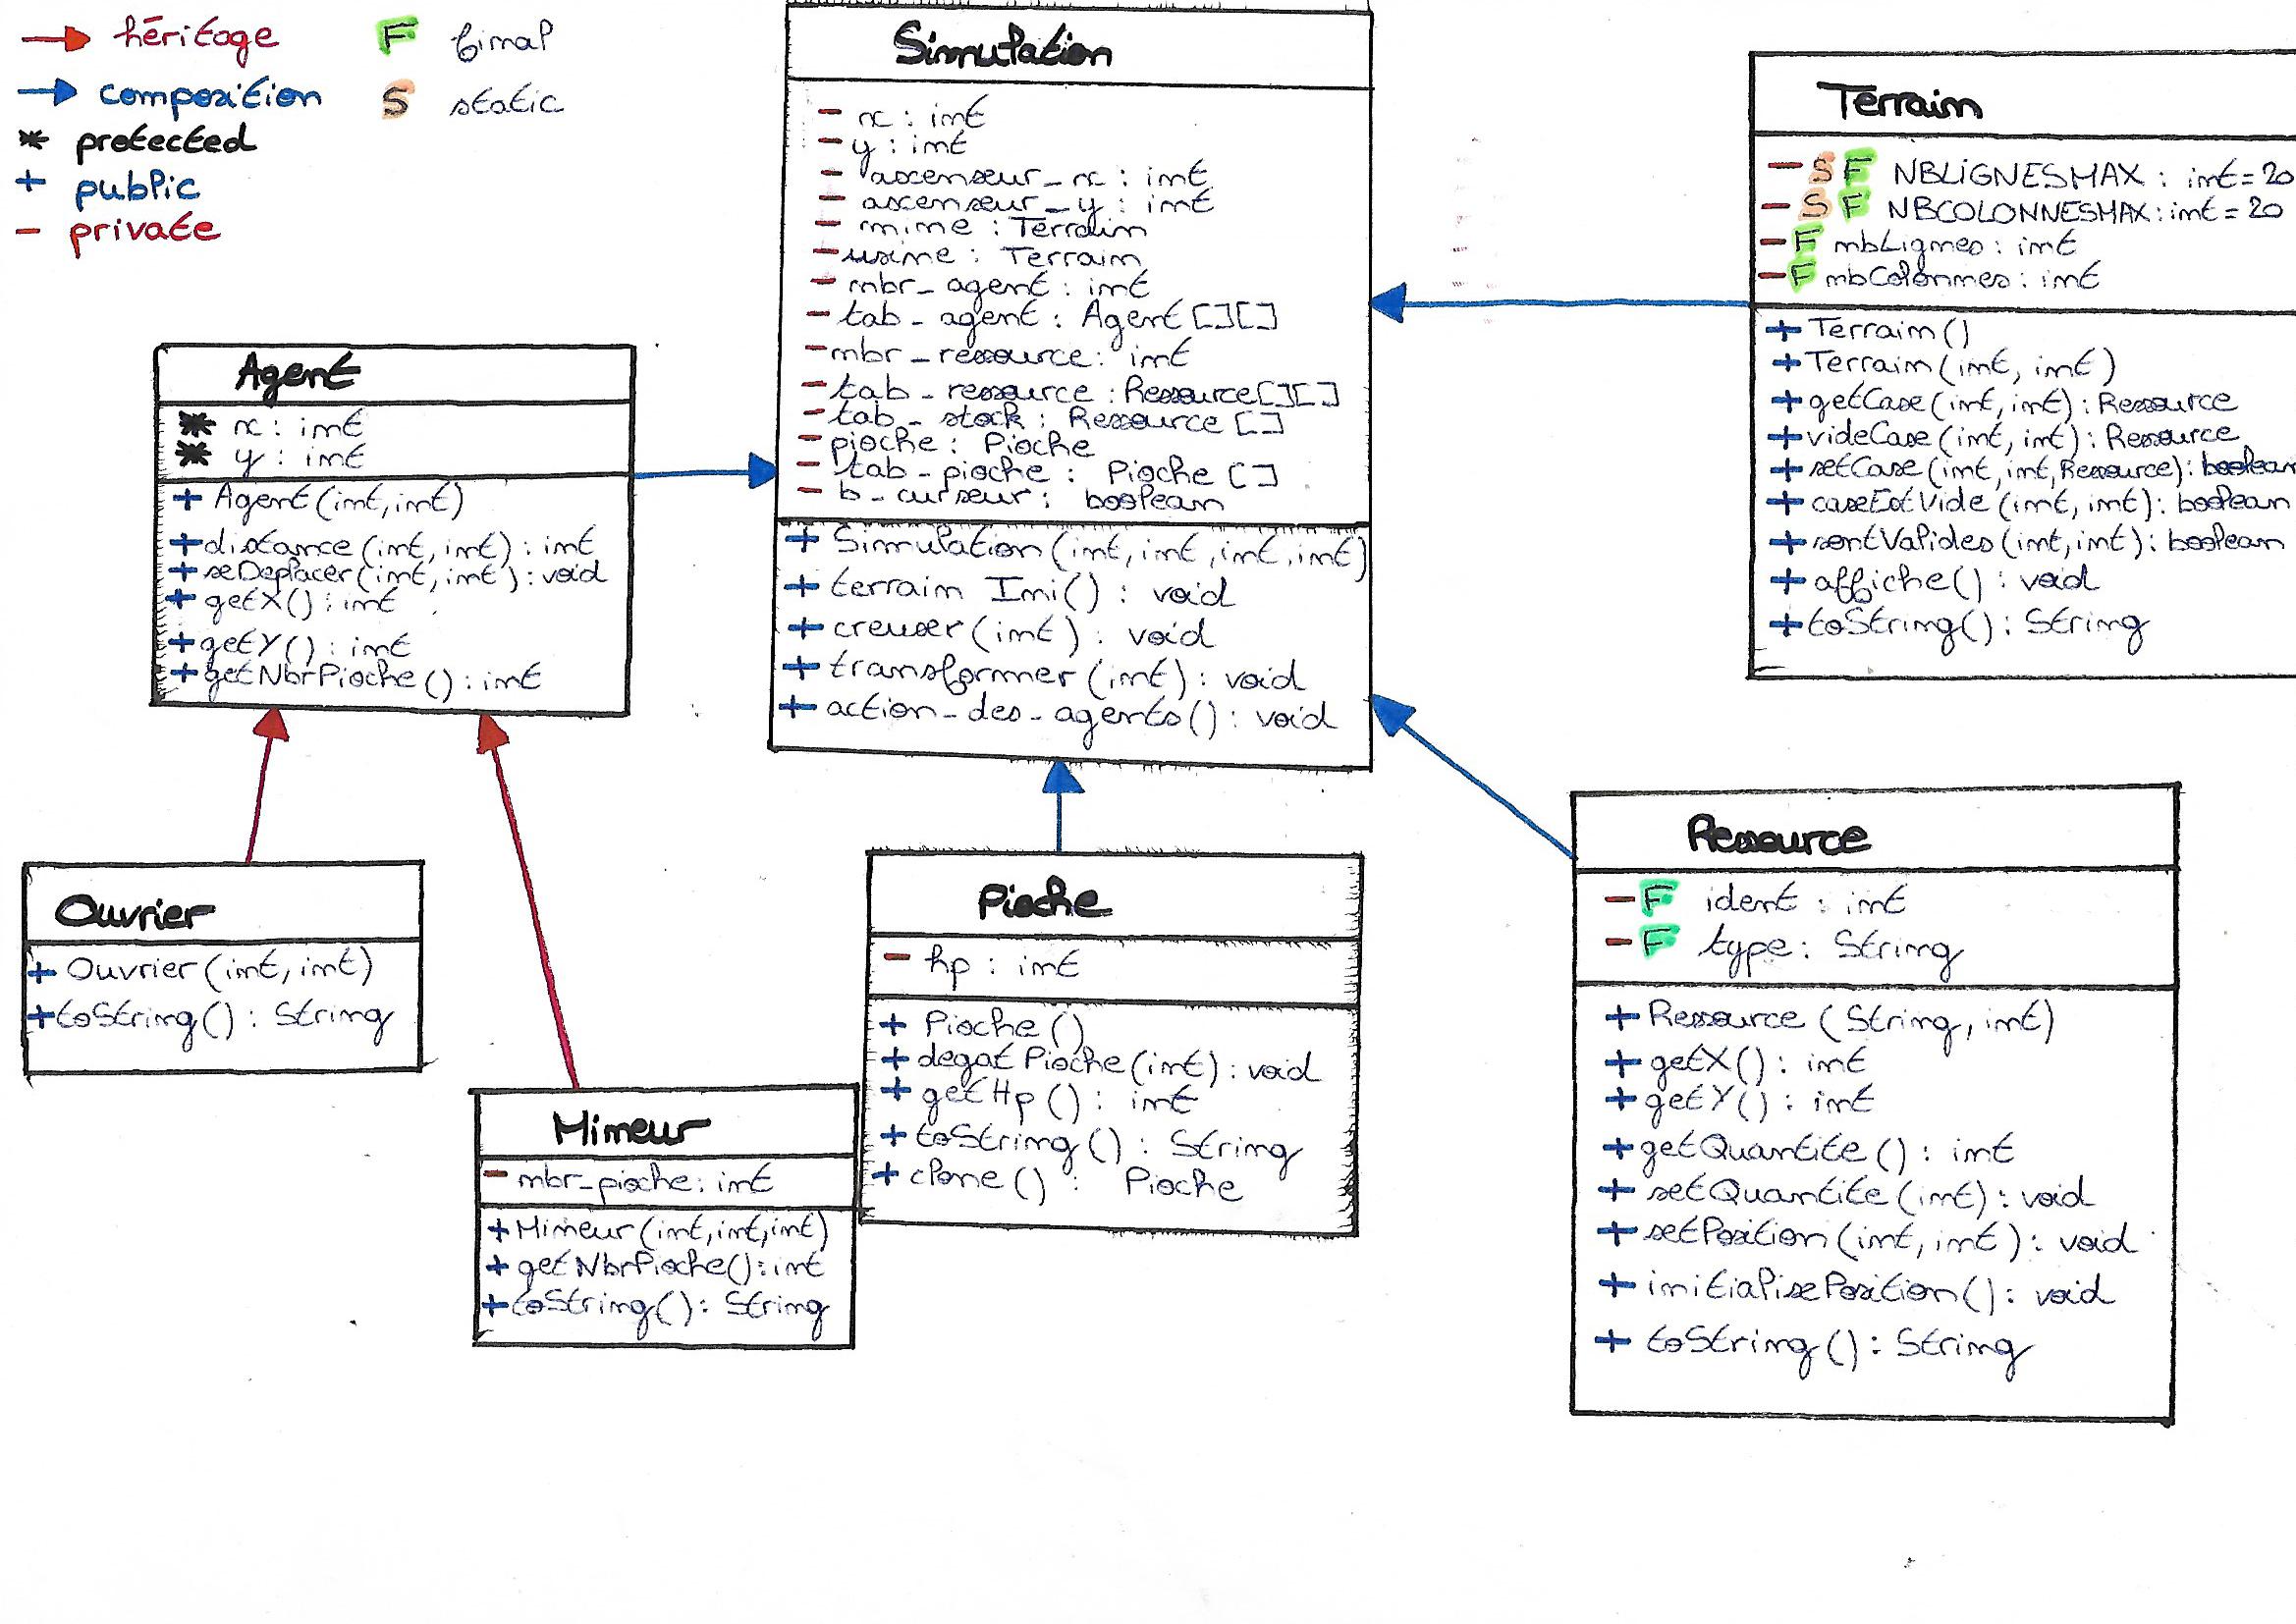 héritage
F final
composition
S static
* protected
+ public
- private
Simulation
- x : int
- y : int
- ascenseur_x : int
- ascenseur_y : int
- mine : Terrain
- usine : Terrain
- nbr_agent : int
- tab_agent : Agent [][]
- nbr_ressource : int
- tab_ressource : Ressource[][]
- tab_stock : Ressource []
- pioche : Pioche
- tab_pioche : Pioche []
- b_curseur : boolean
+ Simulation (int, int, int, int)
+ terrain Ini() : void
+ creuser (int) : void
+ transformer (int) : void
+ action_des_agents() : void
Terrain
- S F NBLIGNESMAX : int = 20
- S F NBCOLONNESMAX : int = 20
- F nbLignes : int
- F nbColonnes : int
+ Terrain ()
+ Terrain (int, int)
+ getCase (int, int) : Ressource
+ videCase (int, int) : Ressource
+ setCase (int, int, Ressource) : boolean
+ caseEstVide (int, int) : boolean
+ sontValides (int, int) : boolean
+ affiche() : void
+ toString() : String
Agent
* x : int
* y : int
+ Agent (int, int)
+ distance (int, int) : int
+ seDeplacer (int, int) : void
+ getX() : int
+ getY() : int
+ getNbrPioche () : int
Ouvrier
+ Ouvrier (int, int)
+ toString() : String
Mineur
- nbr_pioche : int
+ Mineur (int, int, int)
+ getNbrPioche() : int
+ toString() : String
Pioche
- hp : int
+ Pioche ()
+ degat Pioche (int) : void
+ getHp () : int
+ toString () : String
+ clone () : Pioche
Ressource
- F ident : int
- F type : String
+ Ressource (String, int)
+ getX() : int
+ getY() : int
+ getQuantite () : int
+ setQuantite (int) : void
+ setPosition (int, int) : void
+ initialisePosition () : void
+ toString () : String